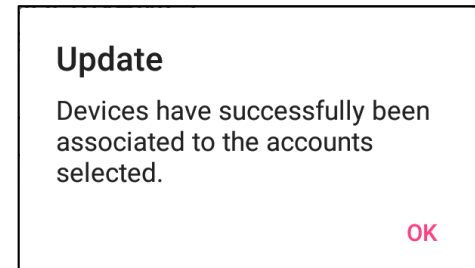 Update
Devices have successfully been
associated to the accounts
selected.
OK